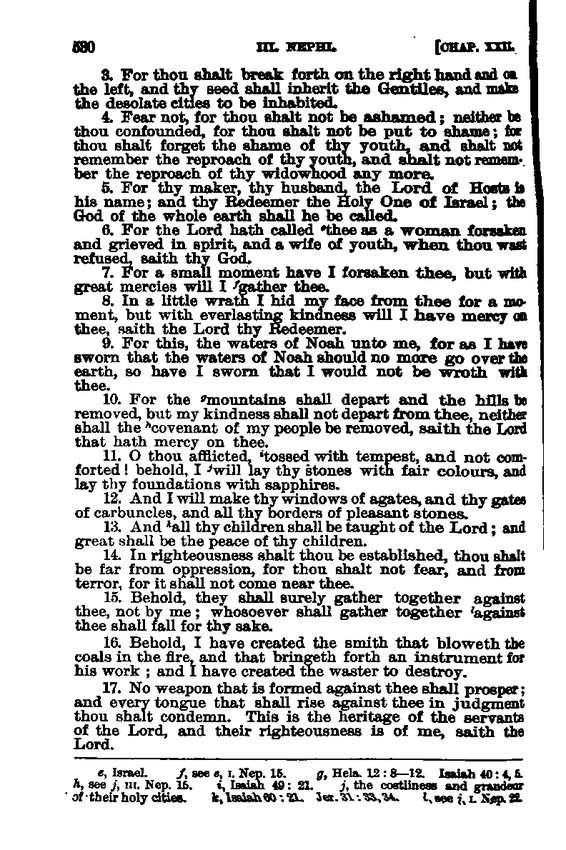 530 III. NEPHI. [CHAP. XXII.
3. For thou shalt break forth on the right hand and on
the left, and thy seed shall inherit the Gentiles, and make
the desolate cities to be inhabited.
4. Fear not, for thou shalt not be ashamed; neither be
thou confounded, for thou shalt not be put to shame; for
thou shalt forget the shame of thy youth, and shalt not
remember the reproach of thy youth, and shalt not remem-
ber the reproach of thy widowhood any more.
5. For thy maker, thy husband, the Lord of Hosts is
his name; and thy Redeemer the Holy One of Israel; the
God of the whole earth shall he be called.
6. For the Lord hath called ᵉthee as a woman forsaken
and grieved in spirit, and a wife of youth, when thou wast
refused, saith thy God.
7. For a small moment have I forsaken thee, but with
great mercies will I ᶠgather thee.
8. In a little wrath I hid my face from thee for a mo-
ment, but with everlasting kindness will I have mercy on
thee, saith the Lord thy Redeemer.
9. For this, the waters of Noah unto me, for as I have
sworn that the waters of Noah should no more go over the
earth, so have I sworn that I would not be wroth with
thee.
10. For the ᵍmountains shall depart and the hills be
removed, but my kindness shall not depart from thee, neither
shall the ʰcovenant of my people be removed, saith the Lord
that hath mercy on thee.
11. O thou afflicted, ⁱtossed with tempest, and not com-
forted! behold, I ʲwill lay thy stones with fair colours, and
lay thy foundations with sapphires.
12. And I will make thy windows of agates, and thy gates
of carbuncles, and all thy borders of pleasant stones.
13. And ᵏall thy children shall be taught of the Lord; and
great shall be the peace of thy children.
14. In righteousness shalt thou be established, thou shalt
be far from oppression, for thou shalt not fear, and from
terror, for it shall not come near thee.
15. Behold, they shall surely gather together against
thee, not by me; whosoever shall gather together ˡagainst
thee shall fall for thy sake.
16. Behold, I have created the smith that bloweth the
coals in the fire, and that bringeth forth an instrument for
his work; and I have created the waster to destroy.
17. No weapon that is formed against thee shall prosper;
and every tongue that shall rise against thee in judgment
thou shalt condemn. This is the heritage of the servants
of the Lord, and their righteousness is of me, saith the
Lord.
e, Israel. f, see e, I. Nep. 15. g, Hela. 12: 8—12. Isaiah 40: 4, 5.
h, see j, III. Nep. 15. i, Isaiah 49: 21. j, the costliness and grandeur
of their holy cities. k, Isaiah 60: 21. Jer. 31: 33, 34. l, see j, I. Nep. 22.